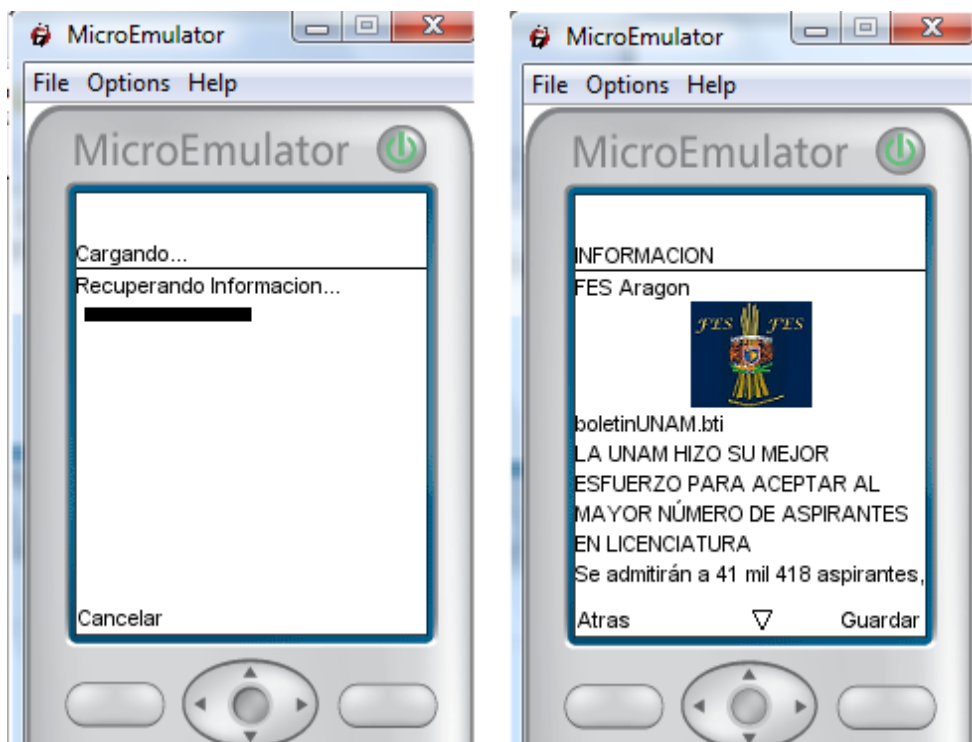 MicroEmulator
File Options Help
MicroEmulator
Cargando...
Recuperando Informacion...
Cancelar
MicroEmulator
File Options Help
MicroEmulator
INFORMACION
FES Aragon
FES FES
boletinUNAM.bti
LA UNAM HIZO SU MEJOR
ESFUERZO PARA ACEPTAR AL
MAYOR NÚMERO DE ASPIRANTES
EN LICENCIATURA
Se admitirán a 41 mil 418 aspirantes,
Atras Guardar